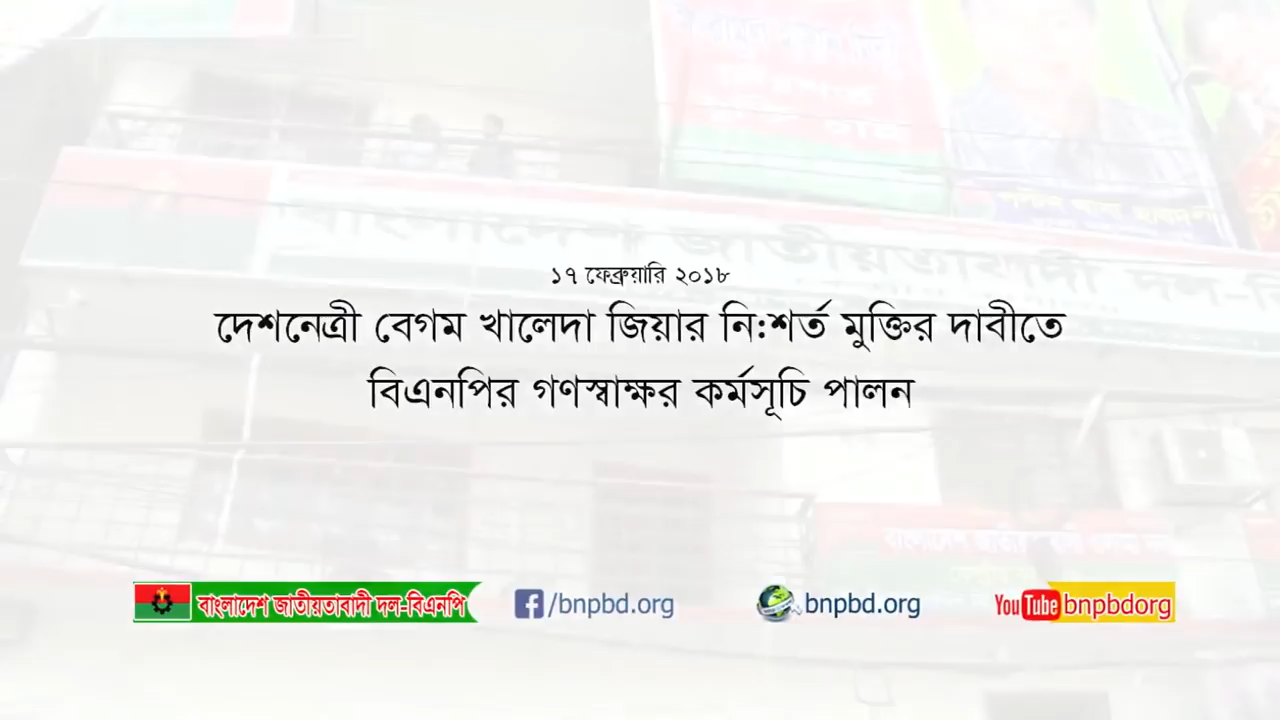 বাংলাদেশ জাতীয়তাবাদী দল-বি
১৭ ফেব্রুয়ারি ২০১৮
দেশনেত্রী বেগম খালেদা জিয়ার নি:শর্ত মুক্তির দাবীতে
বিএনপির গণস্বাক্ষর কর্মসূচি পালন
বাংলাদেশ জাতীয়তাবাদী দল-বিএনপি
/bnpbd.org
bnpbd.org
YouTube bnpbdorg